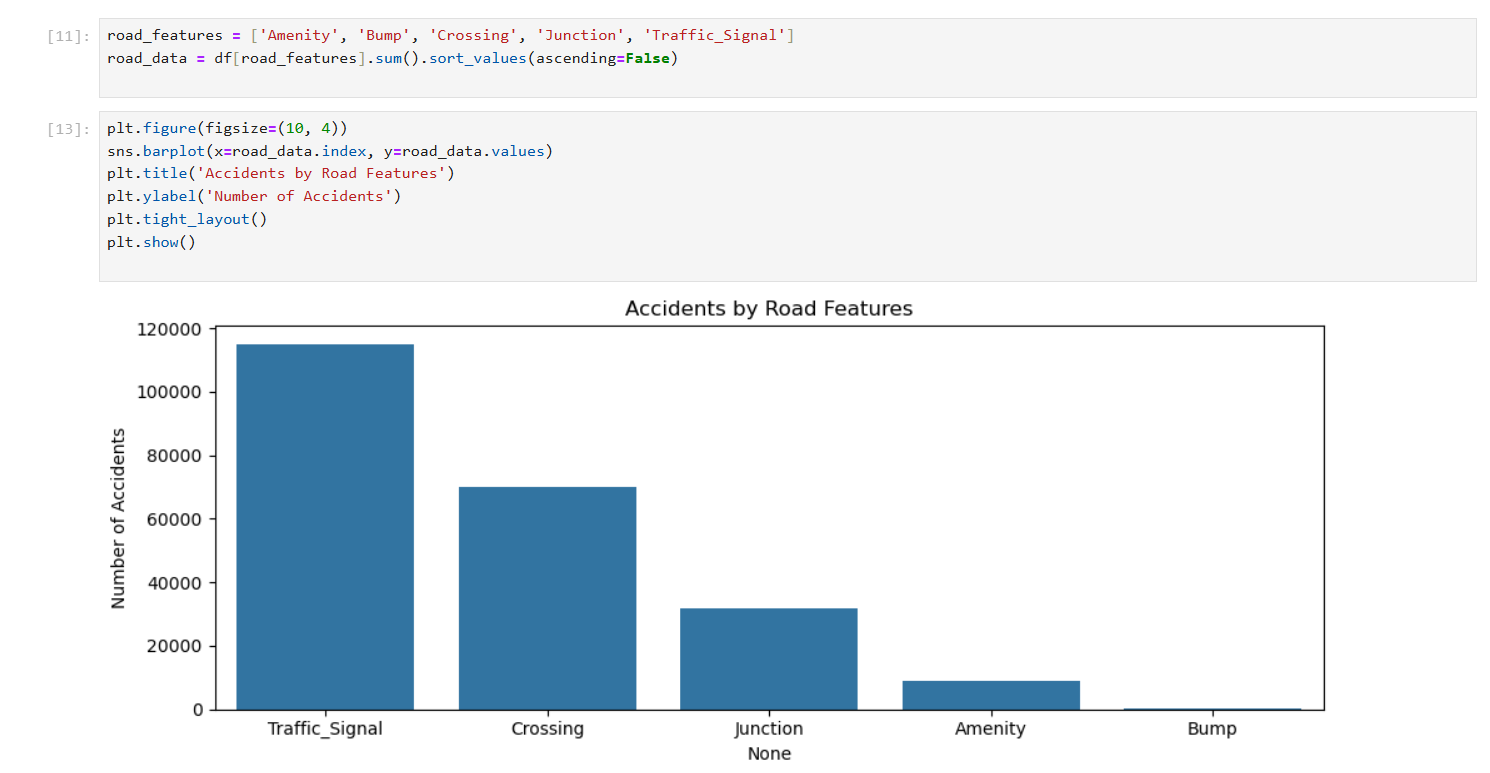 [11]: road_features = ['Amenity', 'Bump', 'Crossing', 'Junction', 'Traffic_Signal']
road_data = df[road_features].sum().sort_values(ascending=False)
[13]: plt.figure(figsize=(10, 4))
sns.barplot(x=road_data.index, y=road_data.values)
plt.title('Accidents by Road Features')
plt.ylabel('Number of Accidents')
plt.tight_layout()
plt.show()
Accidents by Road Features
Number of Accidents
120000
100000
80000
60000
40000
20000
0
Traffic_Signal Crossing Junction Amenity Bump
None